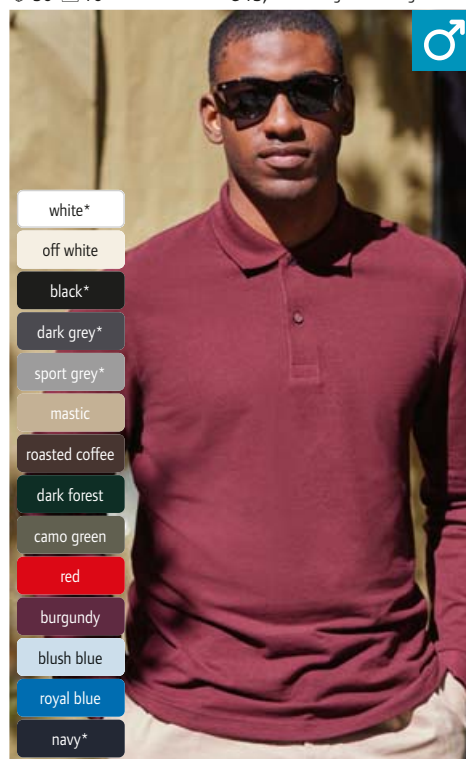 white*
off white
black*
dark grey*
sport grey*
mastic
roasted coffee
dark forest
camo green
red
burgundy
blush blue
royal blue
navy*